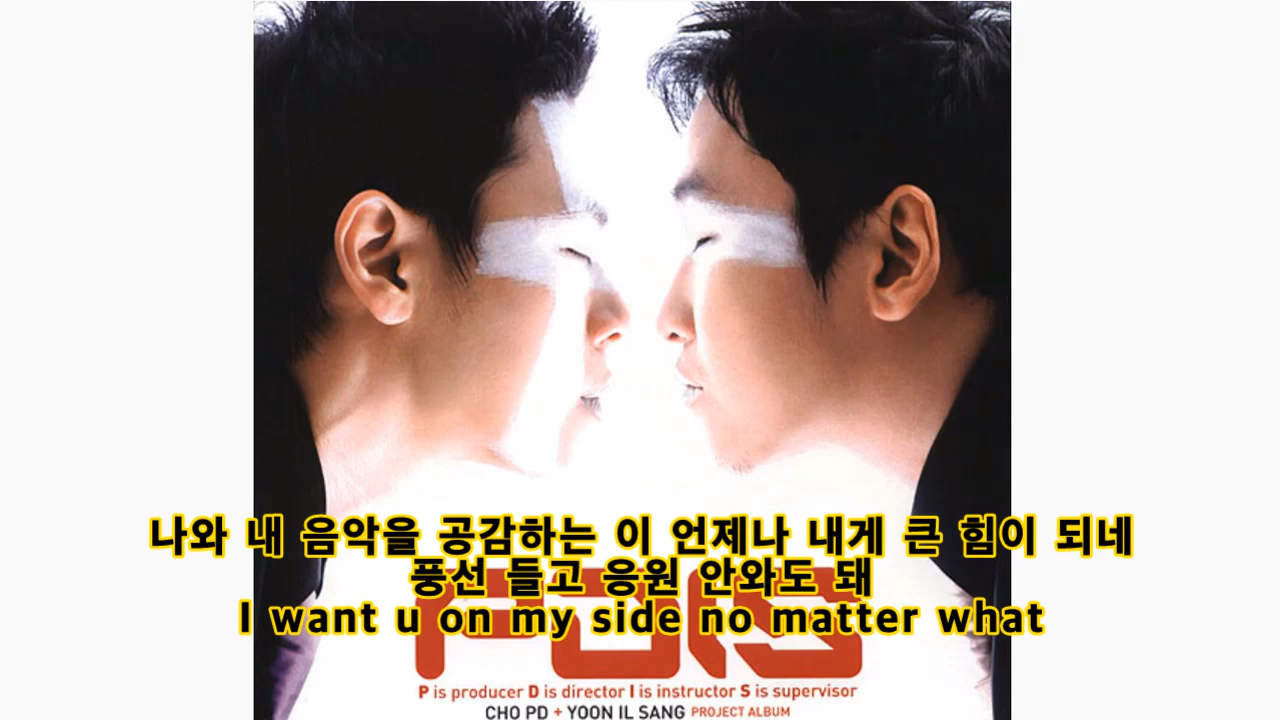 나와 내 음악을 공감하는 이 언제나 내게 큰 힘이 되네
풍선 들고 응원 안와도 돼
I want u on my side no matter what
PDIS
P is producer D is director I is instructor S is supervisor
CHO PD + YOON IL SANG PROJECT ALBUM